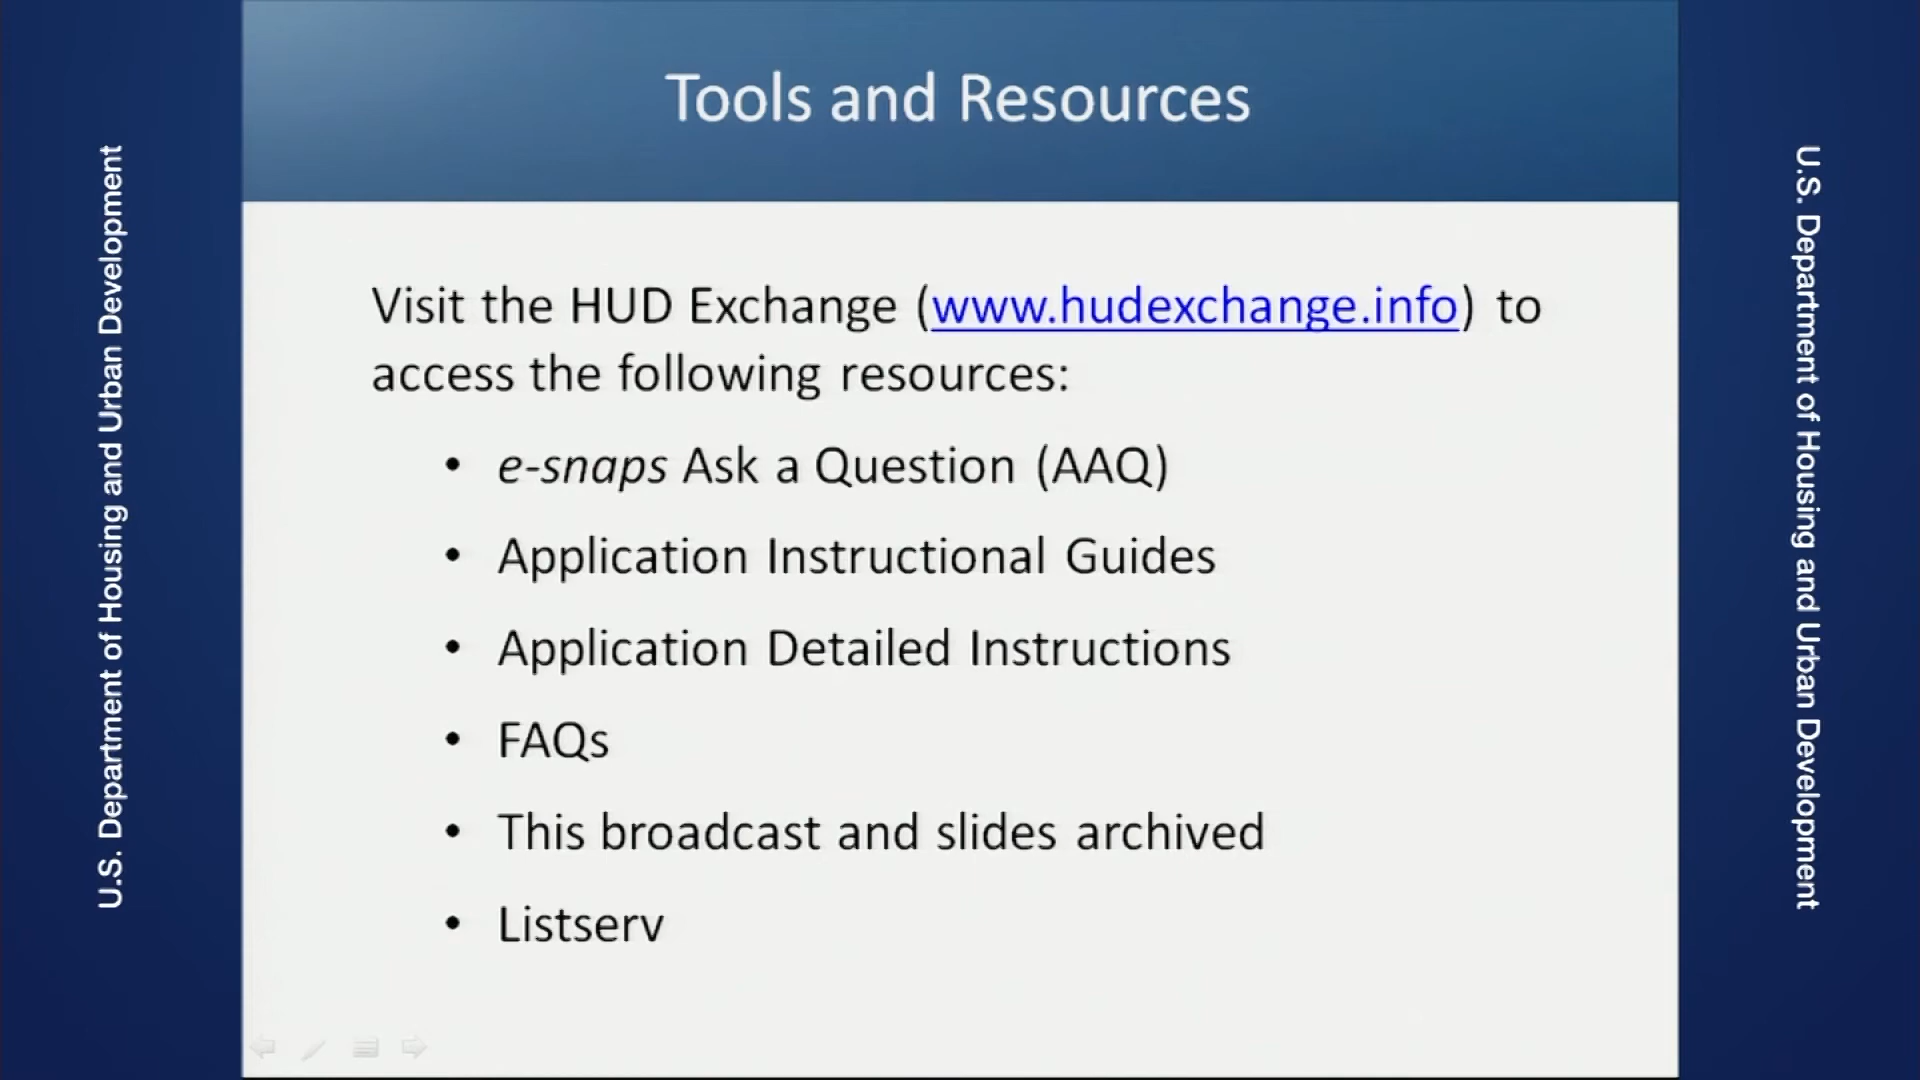 Tools and Resources
U.S. Department of Housing and Urban Development
Visit the HUD Exchange (www.hudexchange.info) to
access the following resources:
• e-snaps Ask a Question (AAQ)
• Application Instructional Guides
• Application Detailed Instructions
• FAQs
• This broadcast and slides archived
• Listserv
U.S. Department of Housing and Urban Development